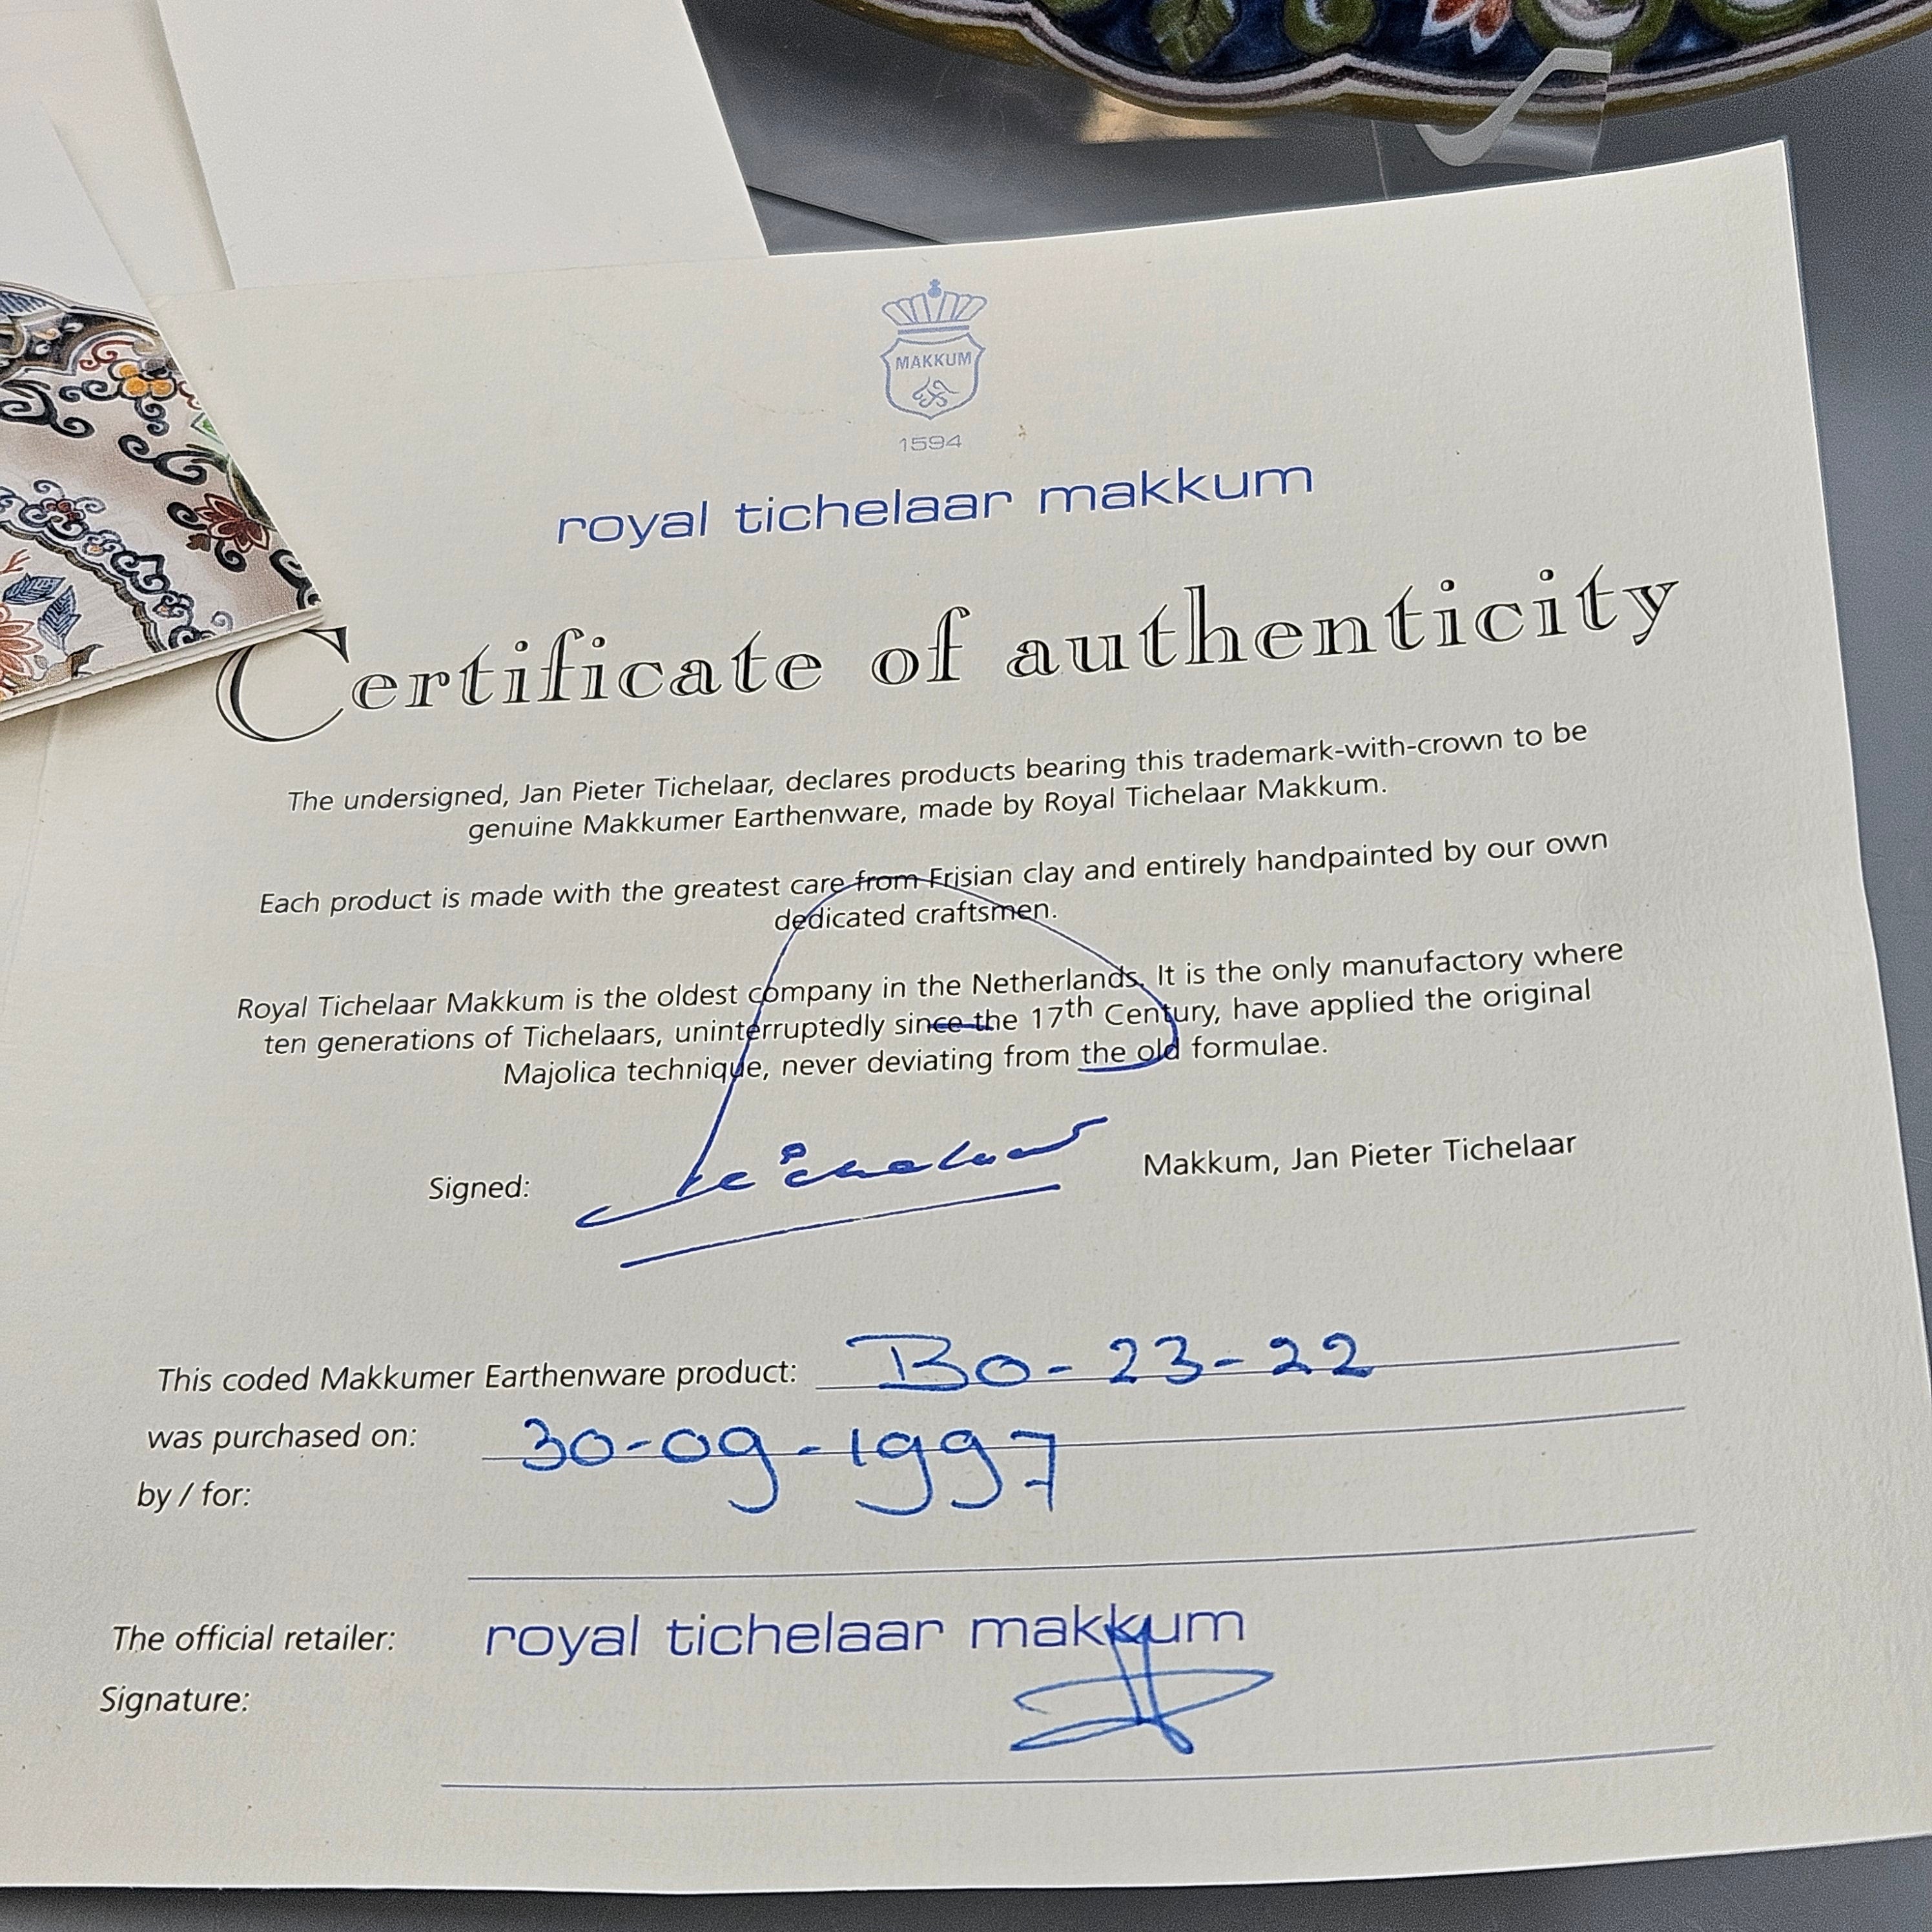 MAKKUM
1594
royal tichelaar makkum
Certificate of authenticity
The undersigned, Jan Pieter Tichelaar, declares products bearing this trademark-with-crown to be
genuine Makkumer Earthenware, made by Royal Tichelaar Makkum.
Each product is made with the greatest care from Frisian clay and entirely handpainted by our own
dedicated craftsmen.
Royal Tichelaar Makkum is the oldest company in the Netherlands. It is the only manufactory where
ten generations of Tichelaars, uninterruptedly since the 17th Century, have applied the original
Majolica technique, never deviating from the old formulae.
Signed: Tichelaar Makkum, Jan Pieter Tichelaar
This coded Makkumer Earthenware product: BO-23-22
was purchased on: 30-09-1997
by / for:
The official retailer: royal tichelaar makkum
Signature: